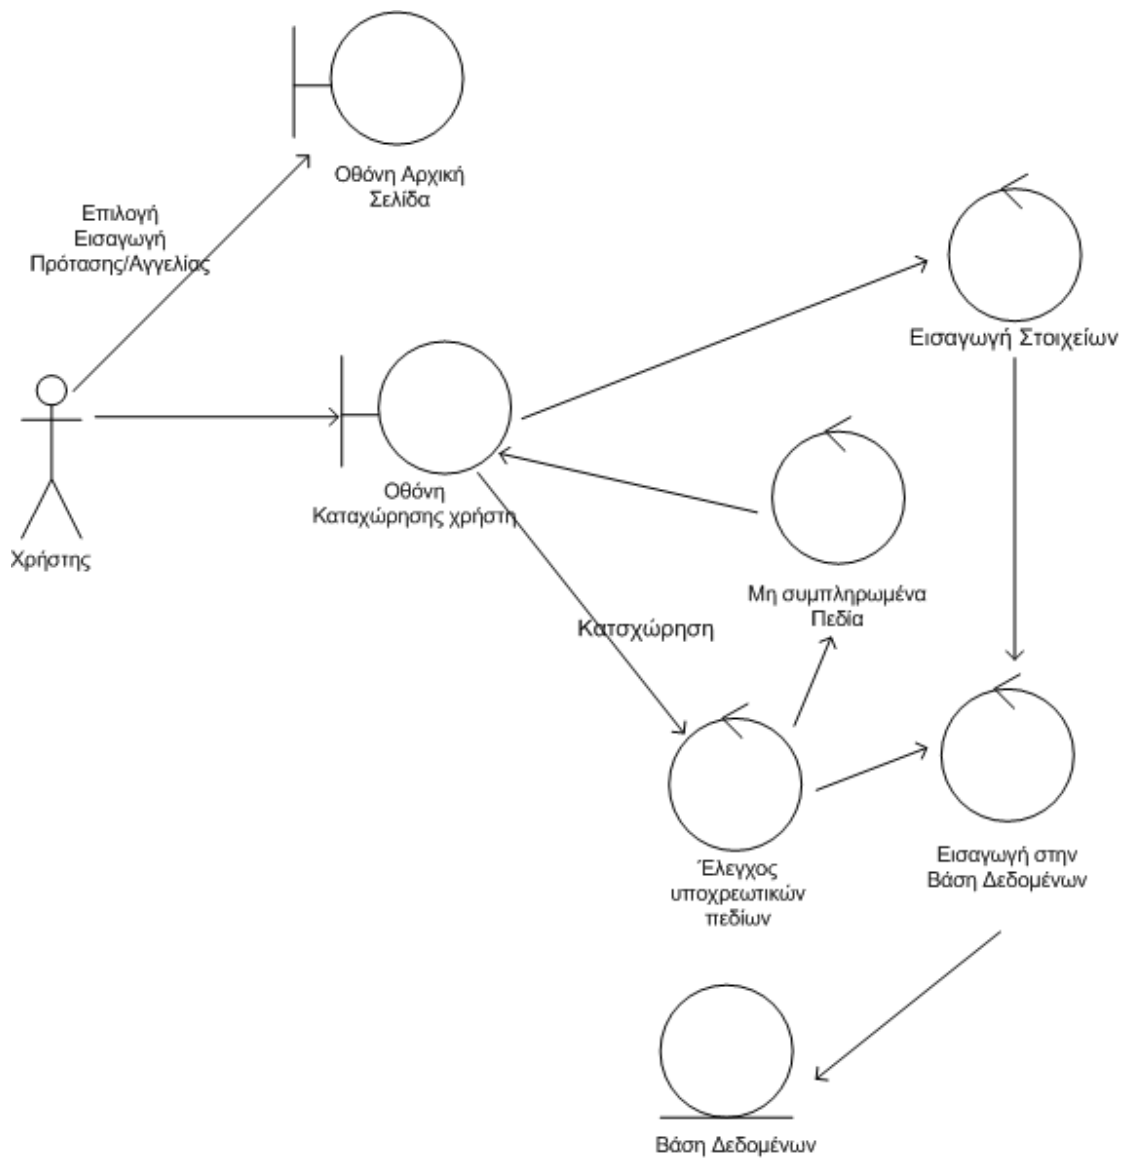 Οθόνη Αρχική
Σελίδα
Επιλογή
Εισαγωγή
Πρότασης/Αγγελίας
Εισαγωγή Στοιχείων
Οθόνη
Καταχώρησης χρήστη
Χρήστης
Μη συμπληρωμένα
Πεδία
Κατσχώρηση
Έλεγχος
υποχρεωτικών
πεδίων
Εισαγωγή στην
Βάση Δεδομένων
Βάση Δεδομένων